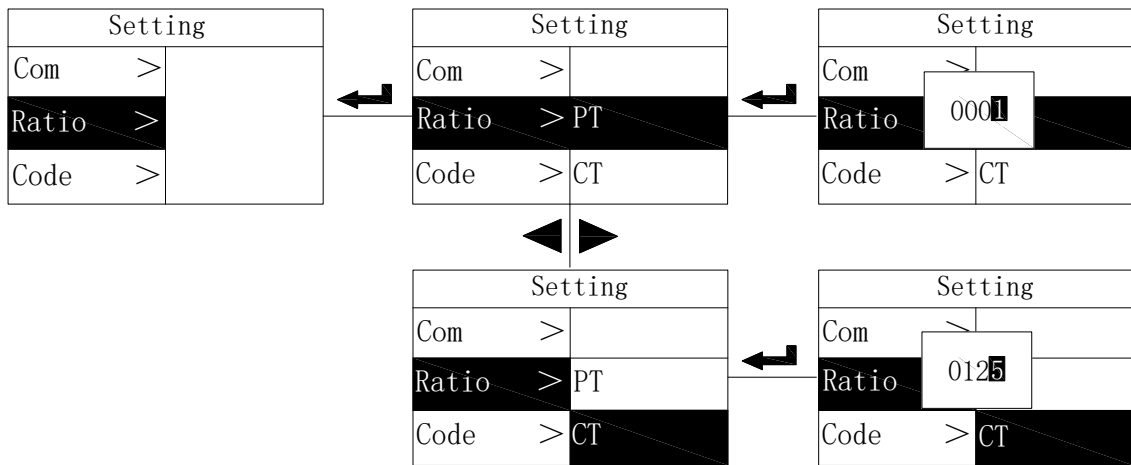 Setting
Com >
Ratio >
Code >
Setting
Com >
Ratio > PT
Code > CT
Setting
Com >
Ratio
0001
Code > CT
Setting
Com >
Ratio > PT
Code > CT
Setting
Com >
Ratio
0125
Code > CT